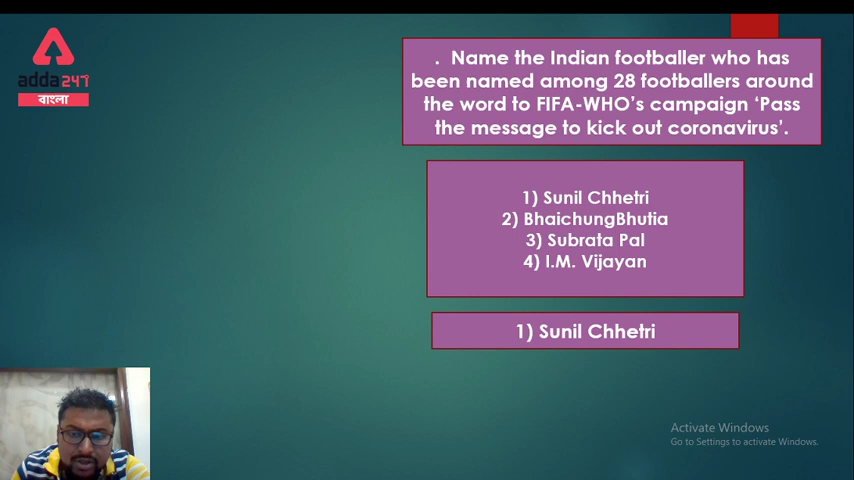 adda247
বাংলা
. Name the Indian footballer who has
been named among 28 footballers around
the word to FIFA-WHO's campaign ‘Pass
the message to kick out coronavirus’.
1) Sunil Chhetri
2) BhaichungBhutia
3) Subrata Pal
4) I.M. Vijayan
1) Sunil Chhetri
Activate Windows
Go to Settings to activate Windows.